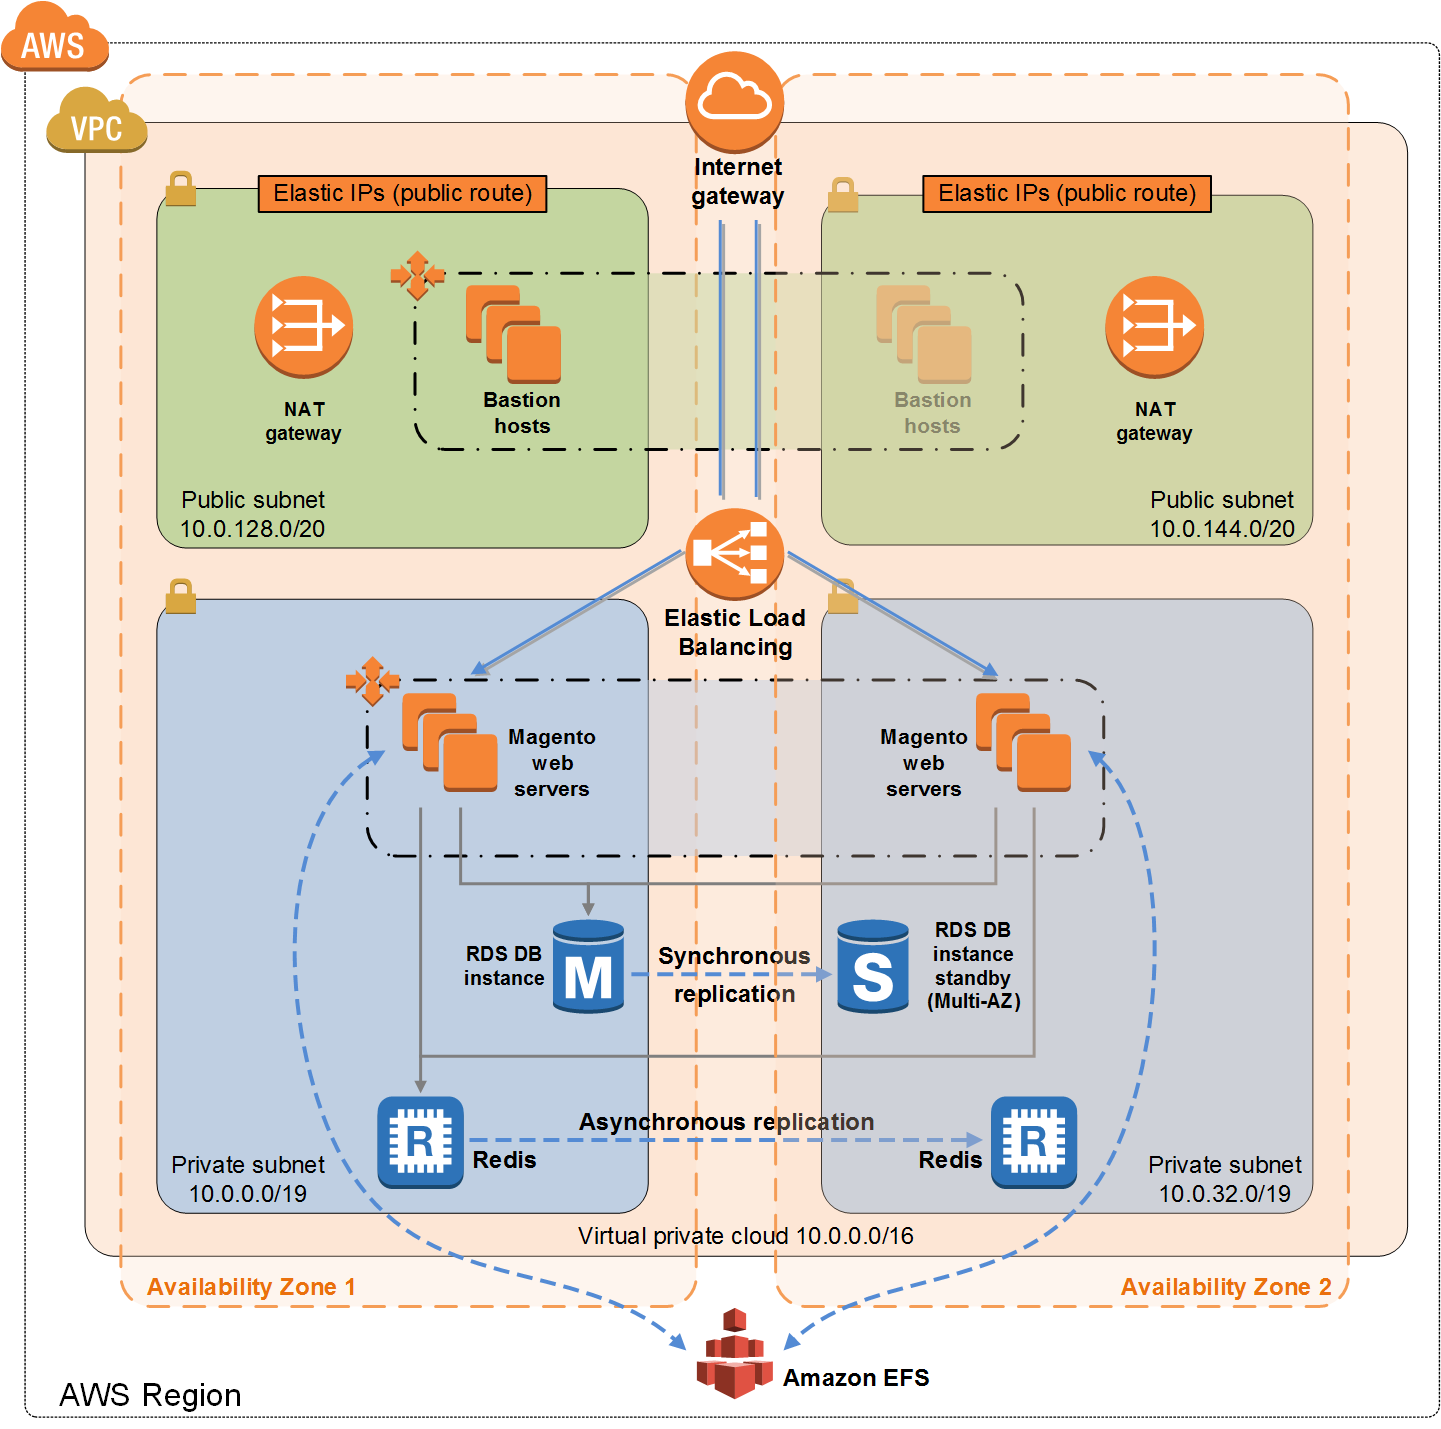 AWS
VPC
Internet
gateway
Elastic IPs (public route)
Elastic IPs (public route)
NAT
gateway
Bastion
hosts
Bastion
hosts
NAT
gateway
Public subnet
10.0.128.0/20
Public subnet
10.0.144.0/20
Elastic Load
Balancing
Magento
web
servers
Magento
web
servers
RDS DB
instance
M
Synchronous
replication
S
RDS DB
instance
standby
(Multi-AZ)
R
Redis
Asynchronous replication
Redis
R
Private subnet
10.0.0.0/19
Private subnet
10.0.32.0/19
Virtual private cloud 10.0.0.0/16
Availability Zone 1
Availability Zone 2
Amazon EFS
AWS Region